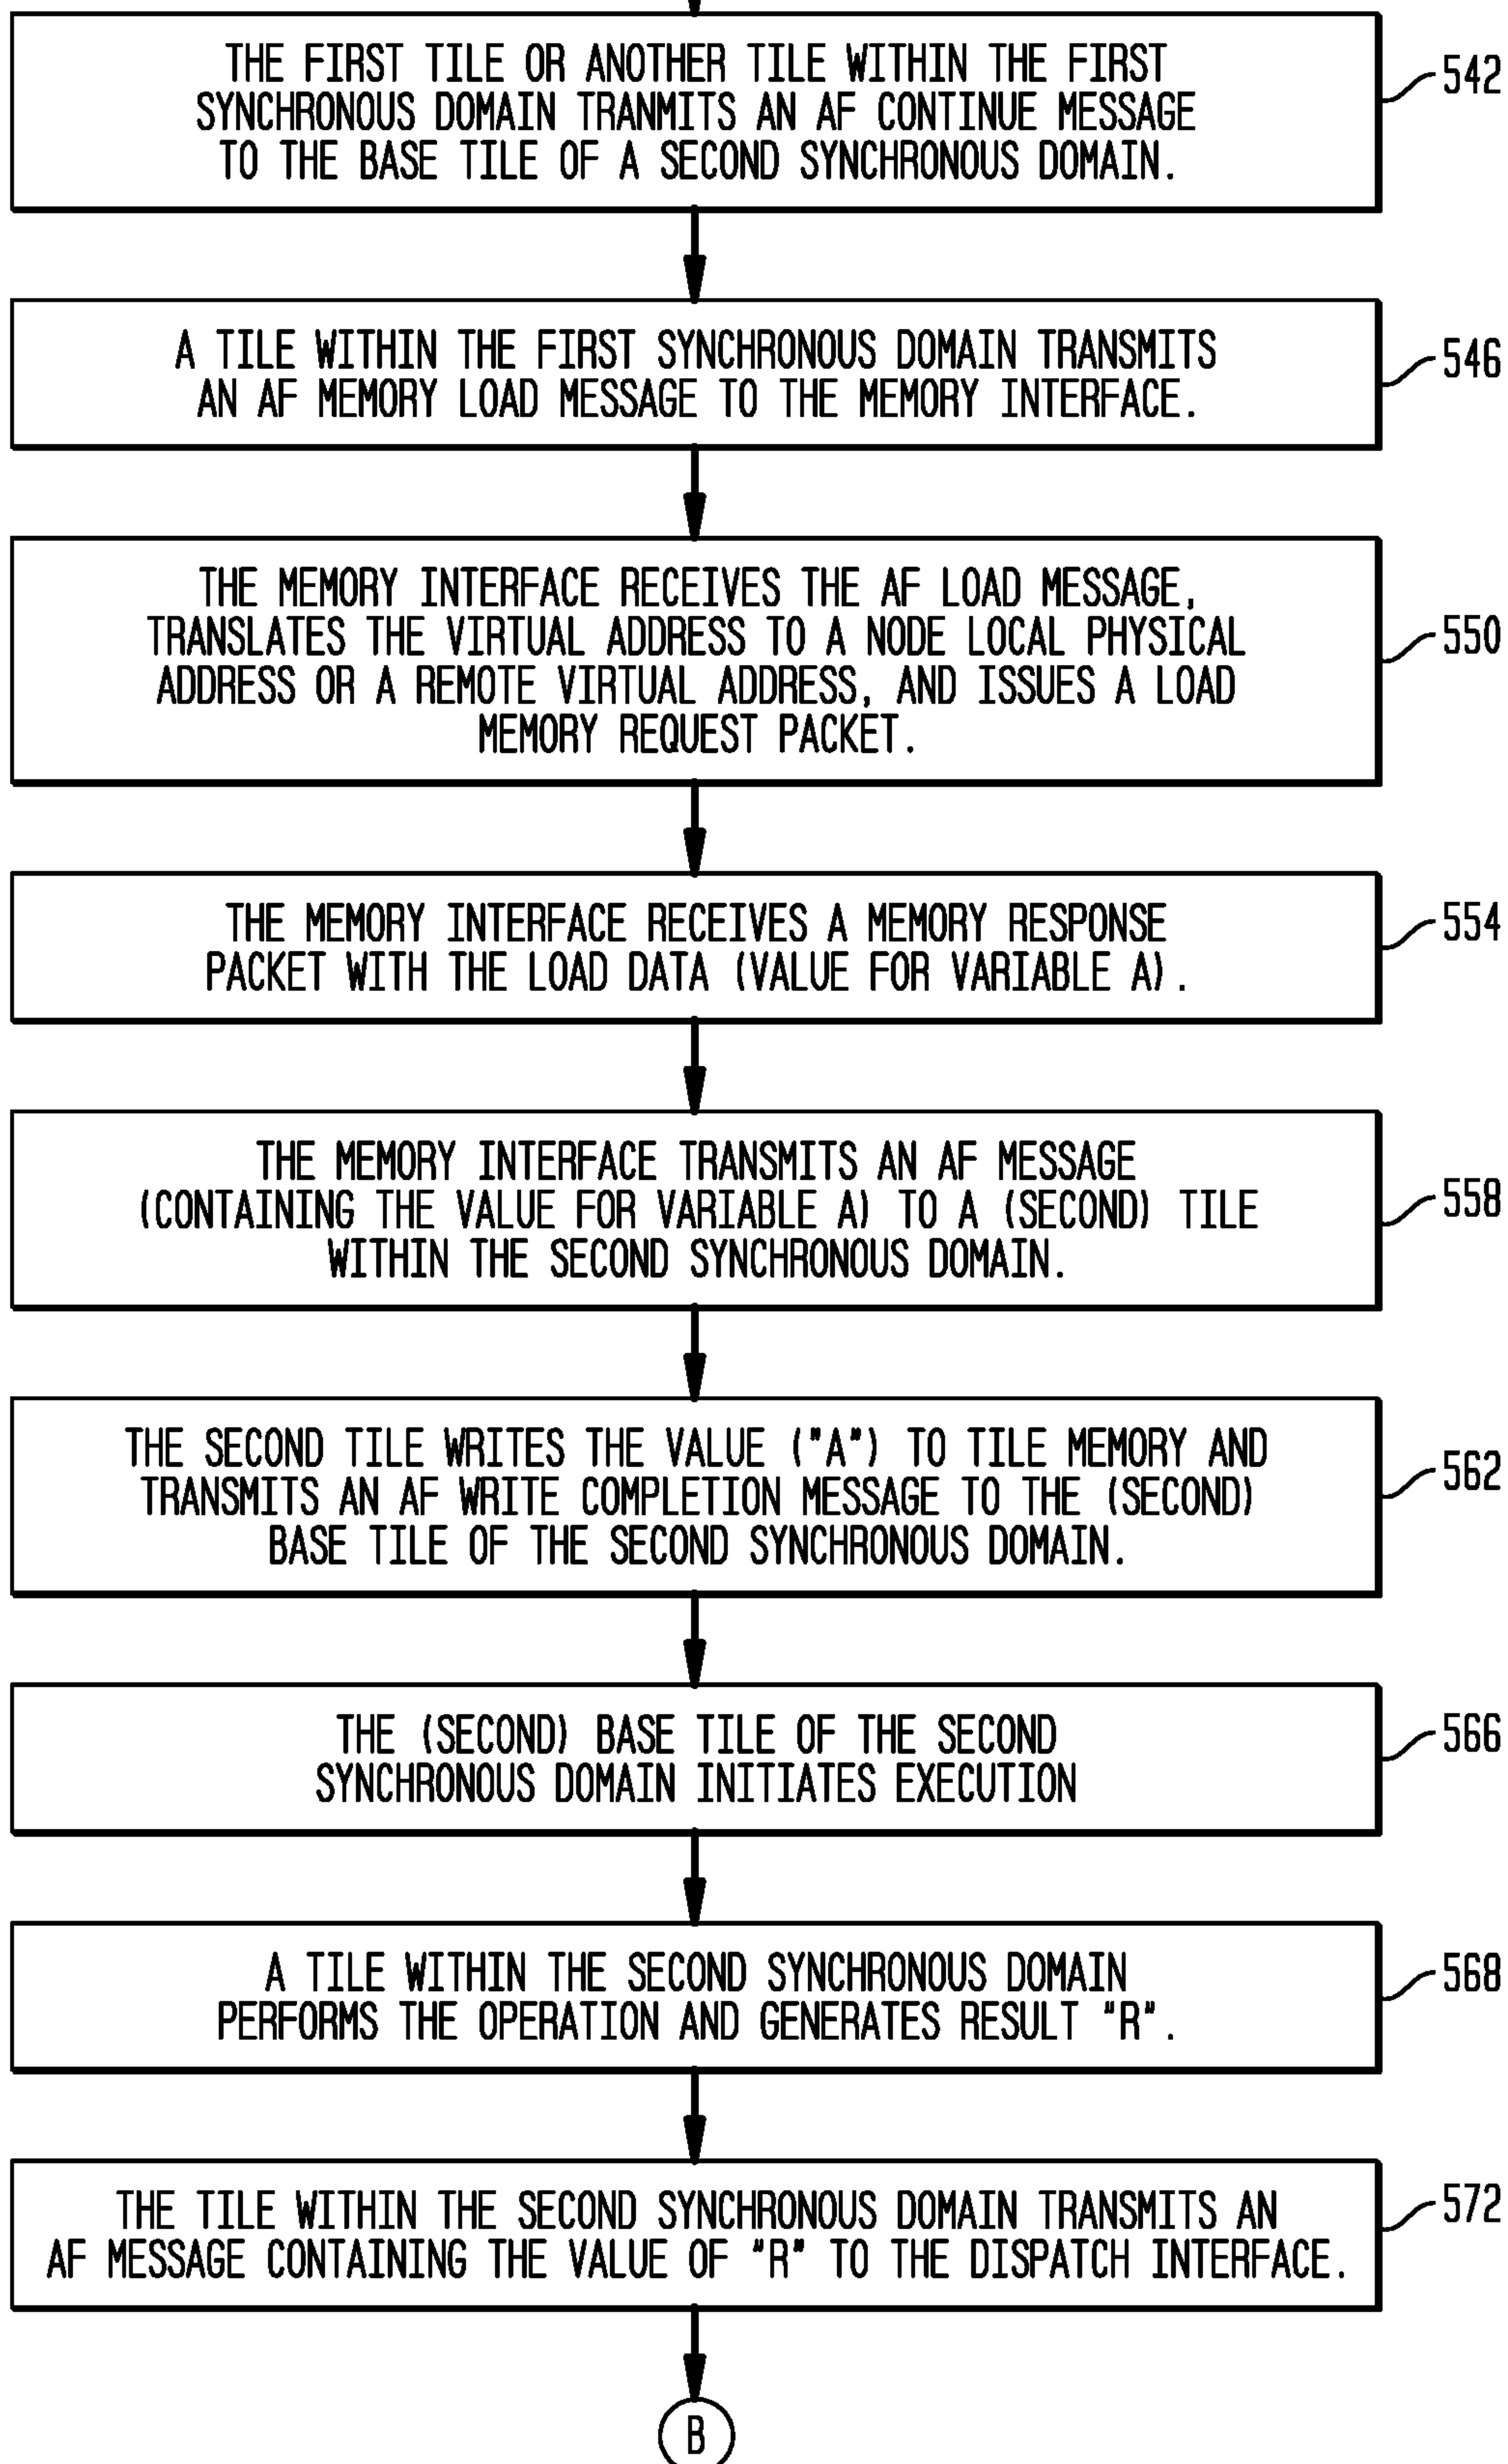 THE FIRST TILE OR ANOTHER TILE WITHIN THE FIRST
SYNCHRONOUS DOMAIN TRANMITS AN AF CONTINUE MESSAGE
TO THE BASE TILE OF A SECOND SYNCHRONOUS DOMAIN.
542
A TILE WITHIN THE FIRST SYNCHRONOUS DOMAIN TRANSMITS
AN AF MEMORY LOAD MESSAGE TO THE MEMORY INTERFACE.
546
THE MEMORY INTERFACE RECEIVES THE AF LOAD MESSAGE,
TRANSLATES THE VIRTUAL ADDRESS TO A NODE LOCAL PHYSICAL
ADDRESS OR A REMOTE VIRTUAL ADDRESS, AND ISSUES A LOAD
MEMORY REQUEST PACKET.
550
THE MEMORY INTERFACE RECEIVES A MEMORY RESPONSE
PACKET WITH THE LOAD DATA (VALUE FOR VARIABLE A).
554
THE MEMORY INTERFACE TRANSMITS AN AF MESSAGE
(CONTAINING THE VALUE FOR VARIABLE A) TO A (SECOND) TILE
WITHIN THE SECOND SYNCHRONOUS DOMAIN.
558
THE SECOND TILE WRITES THE VALUE ("A") TO TILE MEMORY AND
TRANSMITS AN AF WRITE COMPLETION MESSAGE TO THE (SECOND)
BASE TILE OF THE SECOND SYNCHRONOUS DOMAIN.
562
THE (SECOND) BASE TILE OF THE SECOND
SYNCHRONOUS DOMAIN INITIATES EXECUTION
566
A TILE WITHIN THE SECOND SYNCHRONOUS DOMAIN
PERFORMS THE OPERATION AND GENERATES RESULT "R".
568
THE TILE WITHIN THE SECOND SYNCHRONOUS DOMAIN TRANSMITS AN
AF MESSAGE CONTAINING THE VALUE OF "R" TO THE DISPATCH INTERFACE.
572
B